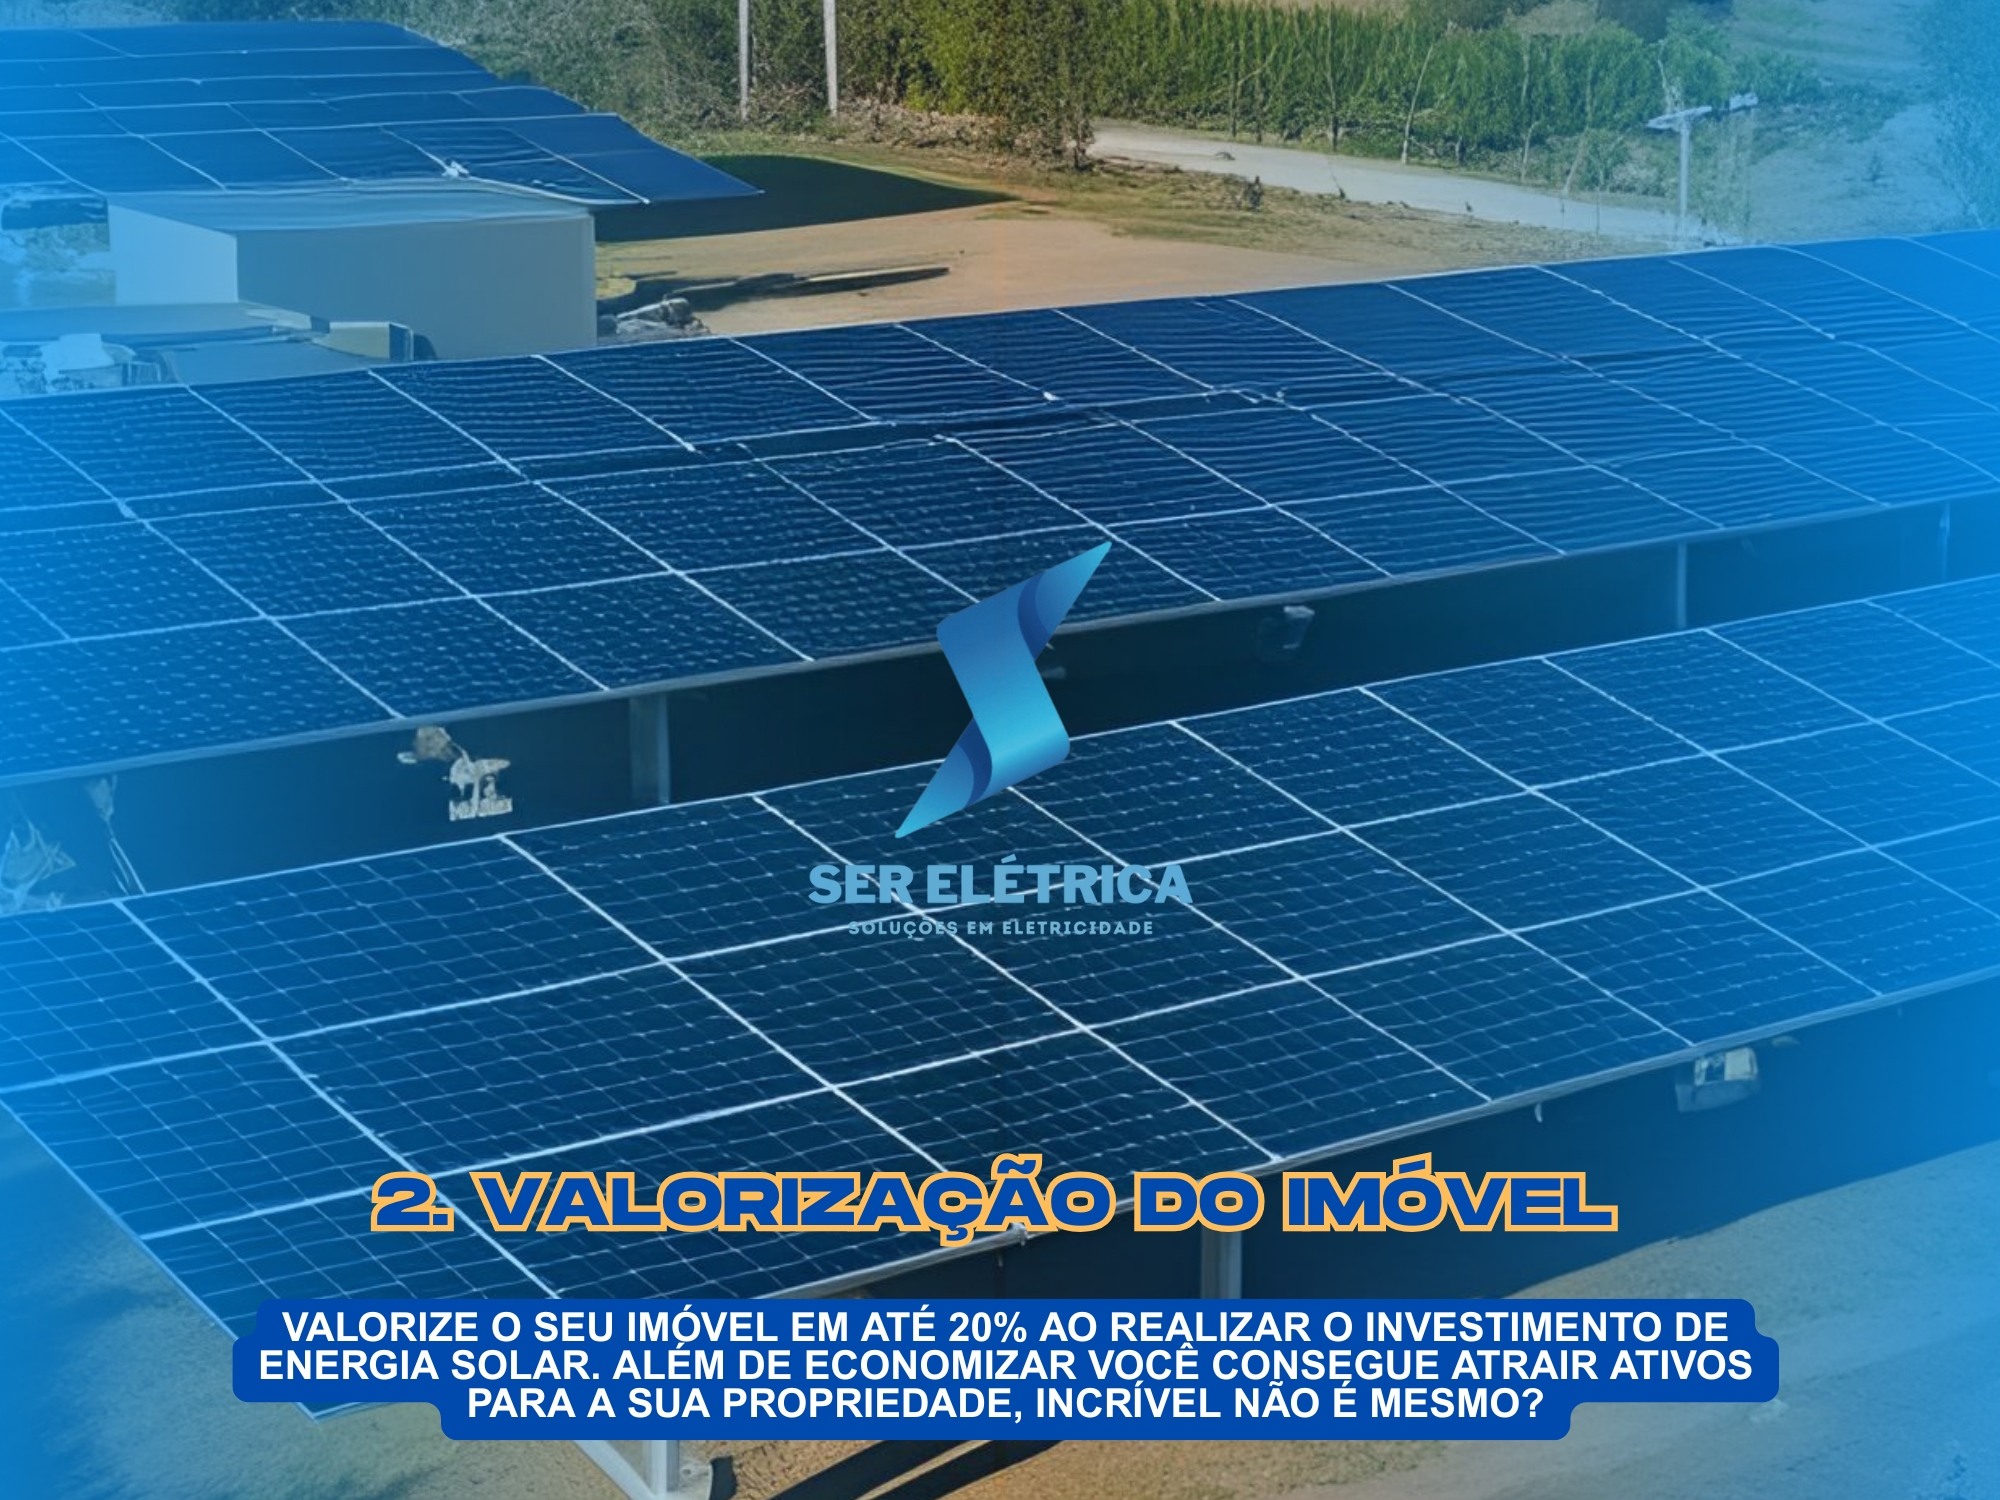 SER ELÉTRICA
SOLUÇÕES EM ELETRICIDADE
2. VALORIZAÇÃO DO IMÓVEL
VALORIZE O SEU IMÓVEL EM ATÉ 20% AO REALIZAR O INVESTIMENTO DE
ENERGIA SOLAR. ALÉM DE ECONOMIZAR VOCÊ CONSEGUE ATRAIR ATIVOS
PARA A SUA PROPRIEDADE, INCRÍVEL NÃO É MESMO?